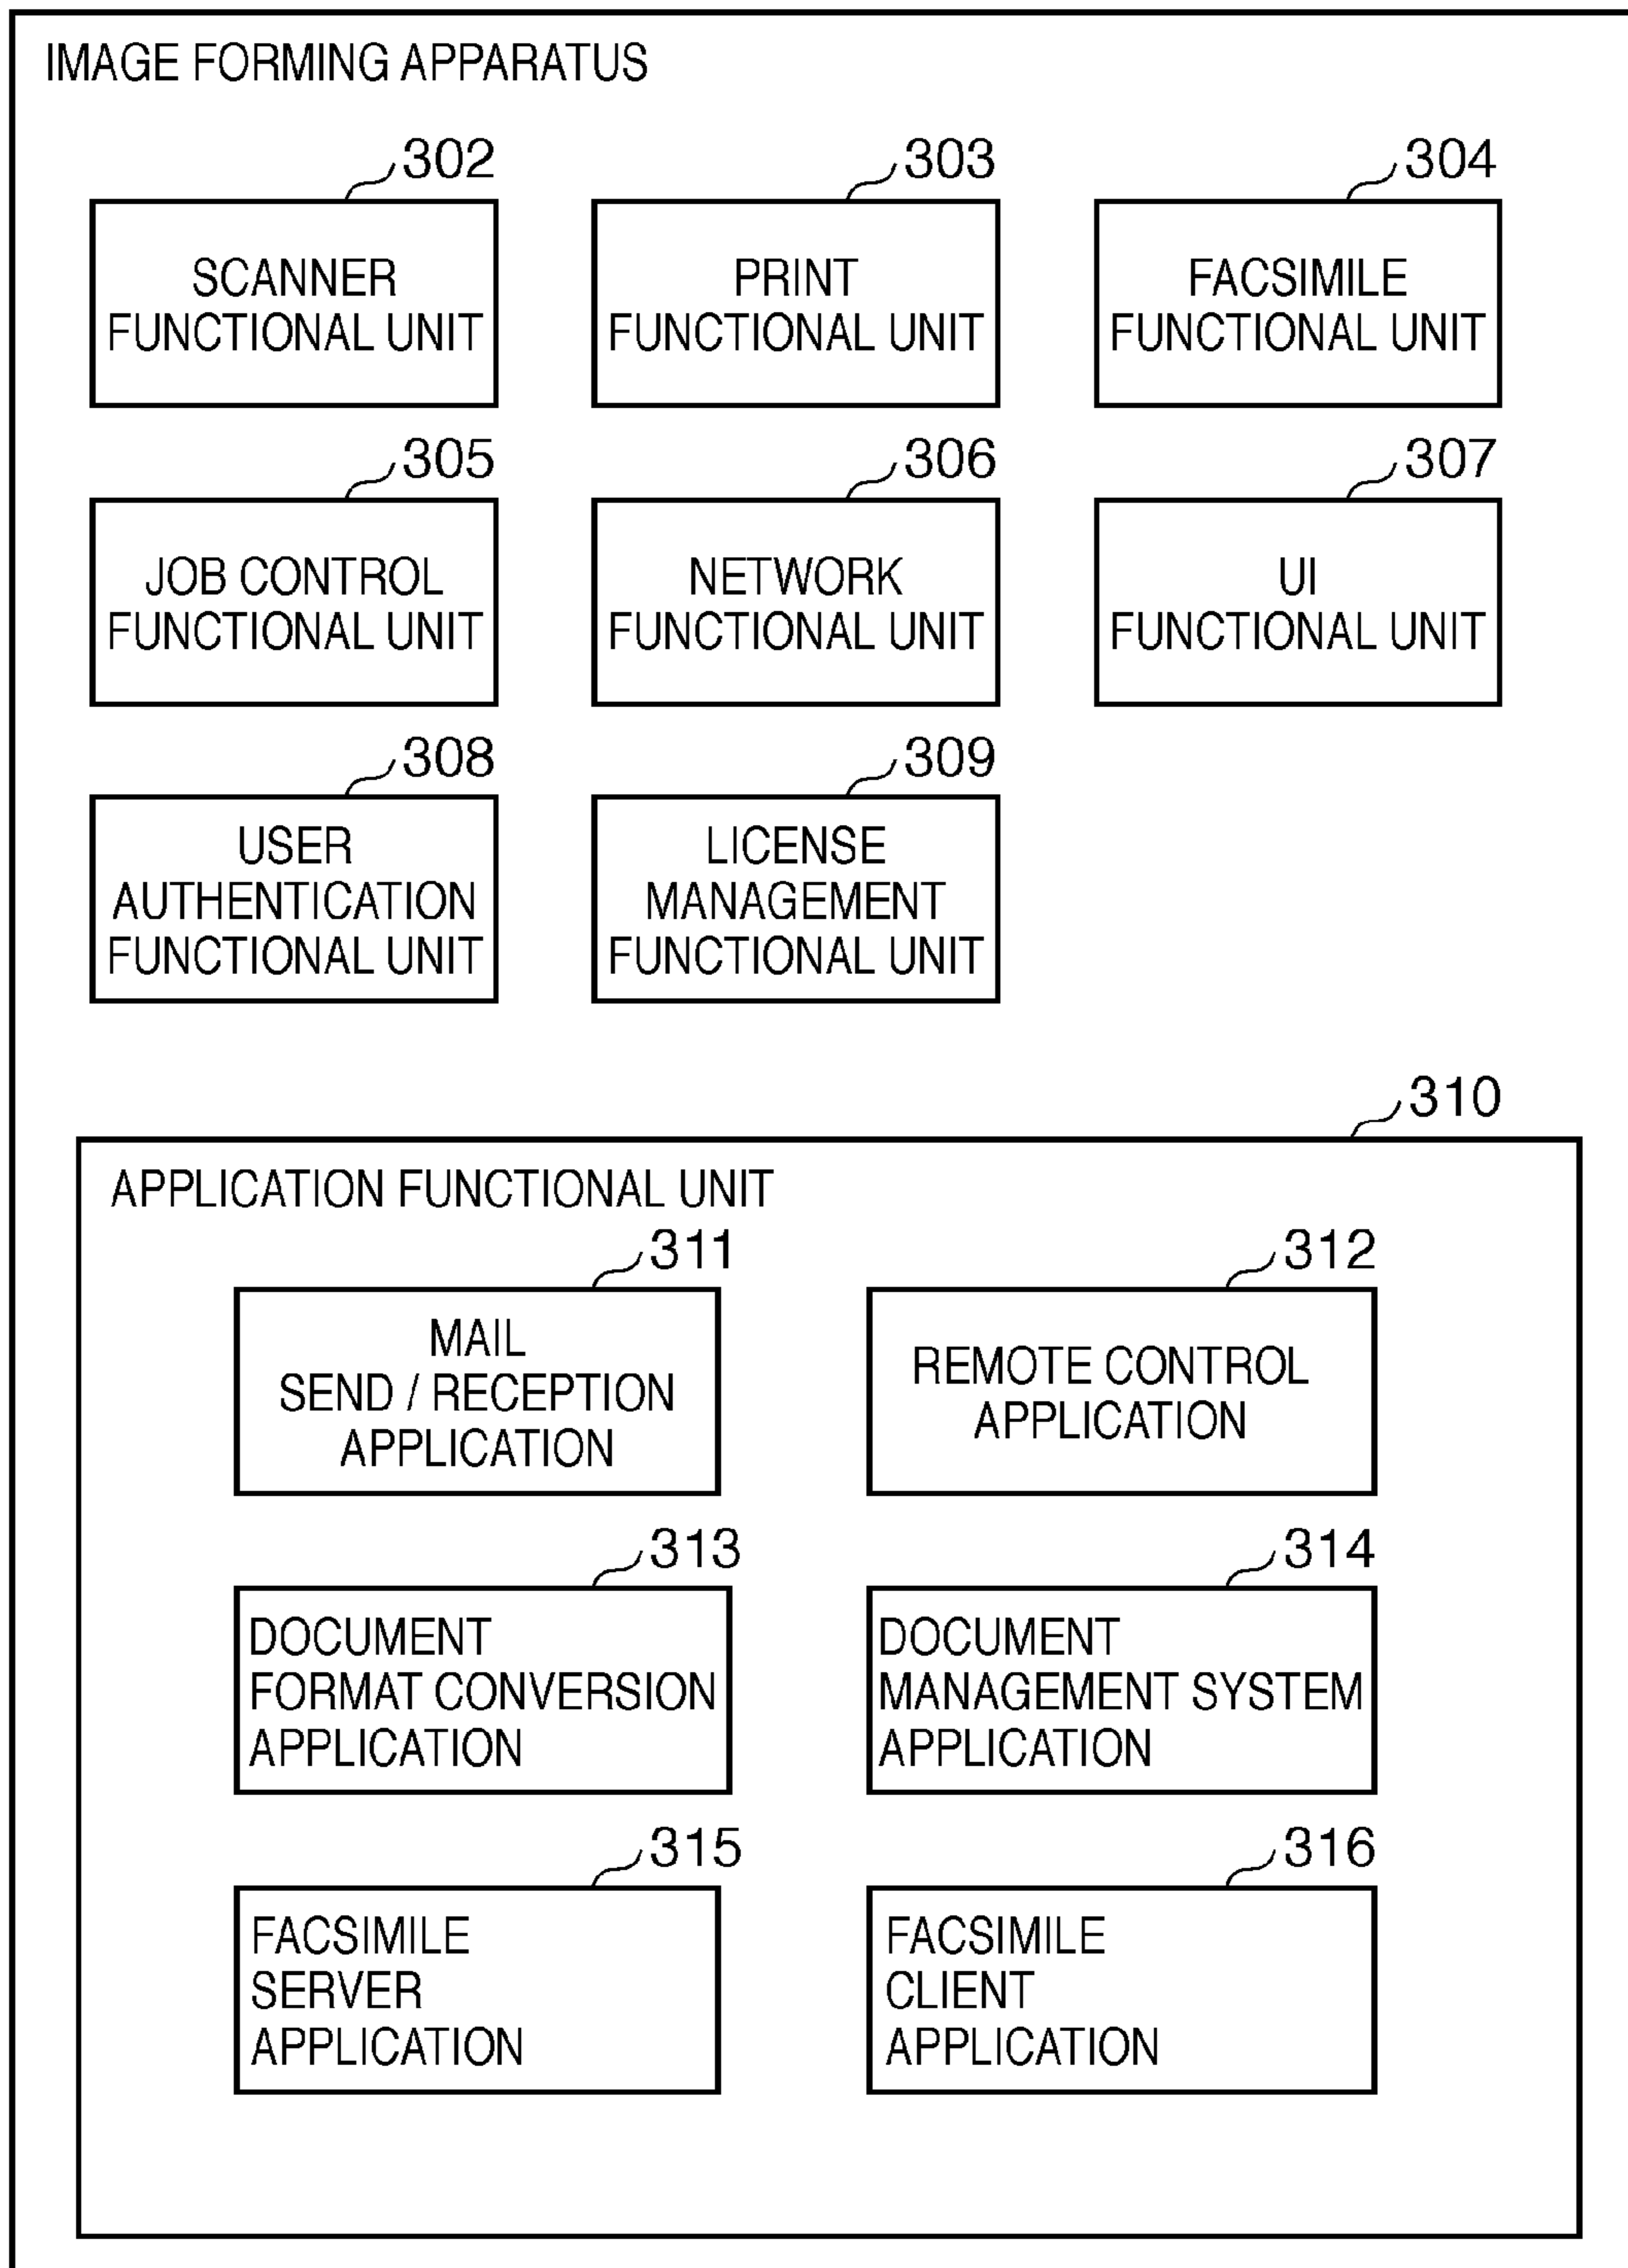 IMAGE FORMING APPARATUS
302
SCANNER
FUNCTIONAL UNIT
303
PRINT
FUNCTIONAL UNIT
304
FACSIMILE
FUNCTIONAL UNIT
305
JOB CONTROL
FUNCTIONAL UNIT
306
NETWORK
FUNCTIONAL UNIT
307
UI
FUNCTIONAL UNIT
308
USER
AUTHENTICATION
FUNCTIONAL UNIT
309
LICENSE
MANAGEMENT
FUNCTIONAL UNIT
310
APPLICATION FUNCTIONAL UNIT
311
MAIL
SEND / RECEPTION
APPLICATION
312
REMOTE CONTROL
APPLICATION
313
DOCUMENT
FORMAT CONVERSION
APPLICATION
314
DOCUMENT
MANAGEMENT SYSTEM
APPLICATION
315
FACSIMILE
SERVER
APPLICATION
316
FACSIMILE
CLIENT
APPLICATION